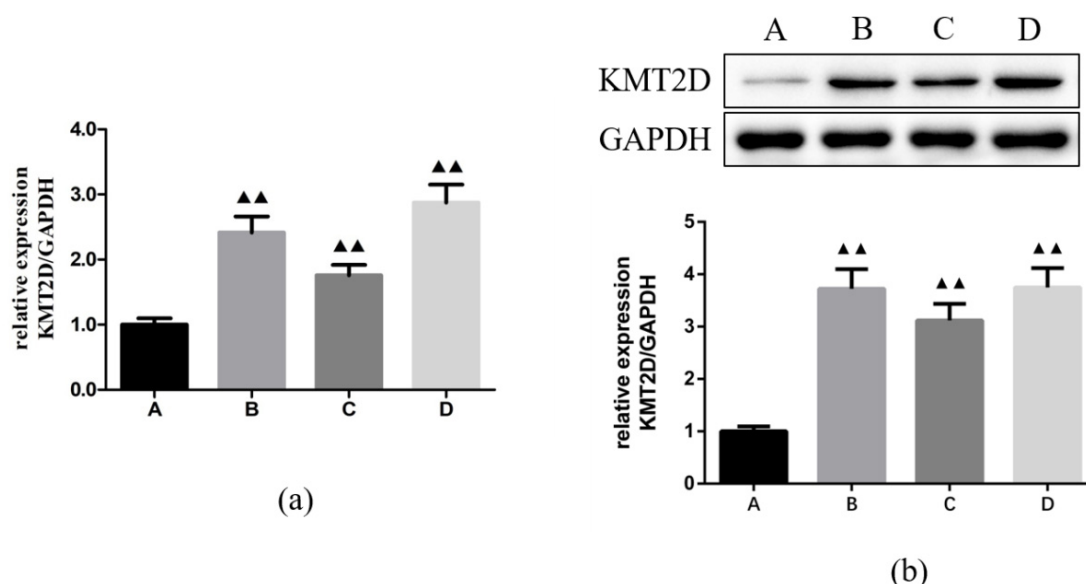 relative expression
KMT2D/GAPDH
4.0
3.0
2.0
1.0
0.0
▲▲
▲▲
▲▲
A B C D
(a)
A B C D
KMT2D
GAPDH
relative expression
KMT2D/GAPDH
5
4
3
2
1
0
▲▲
▲▲
▲▲
A B C D
(b)